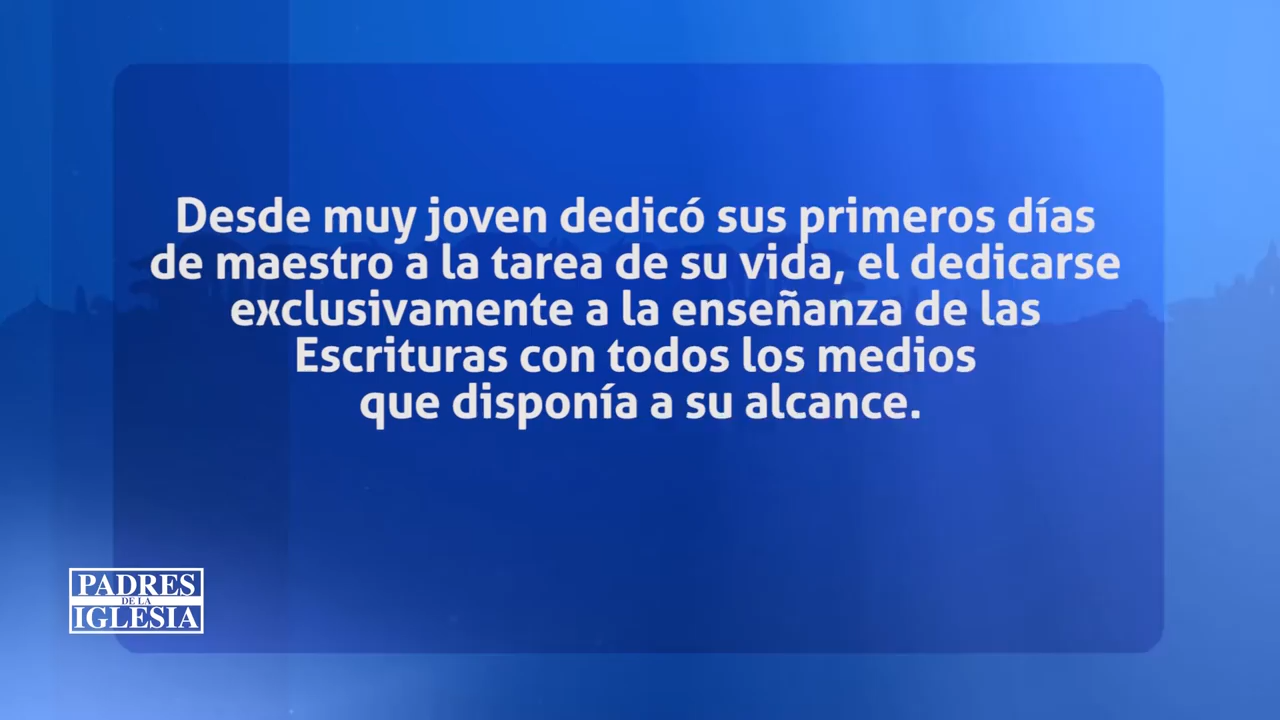 Desde muy joven dedicó sus primeros días
de maestro a la tarea de su vida, el dedicarse
exclusivamente a la enseñanza de las
Escrituras con todos los medios
que disponía a su alcance.
PADRES
DE LA
IGLESIA